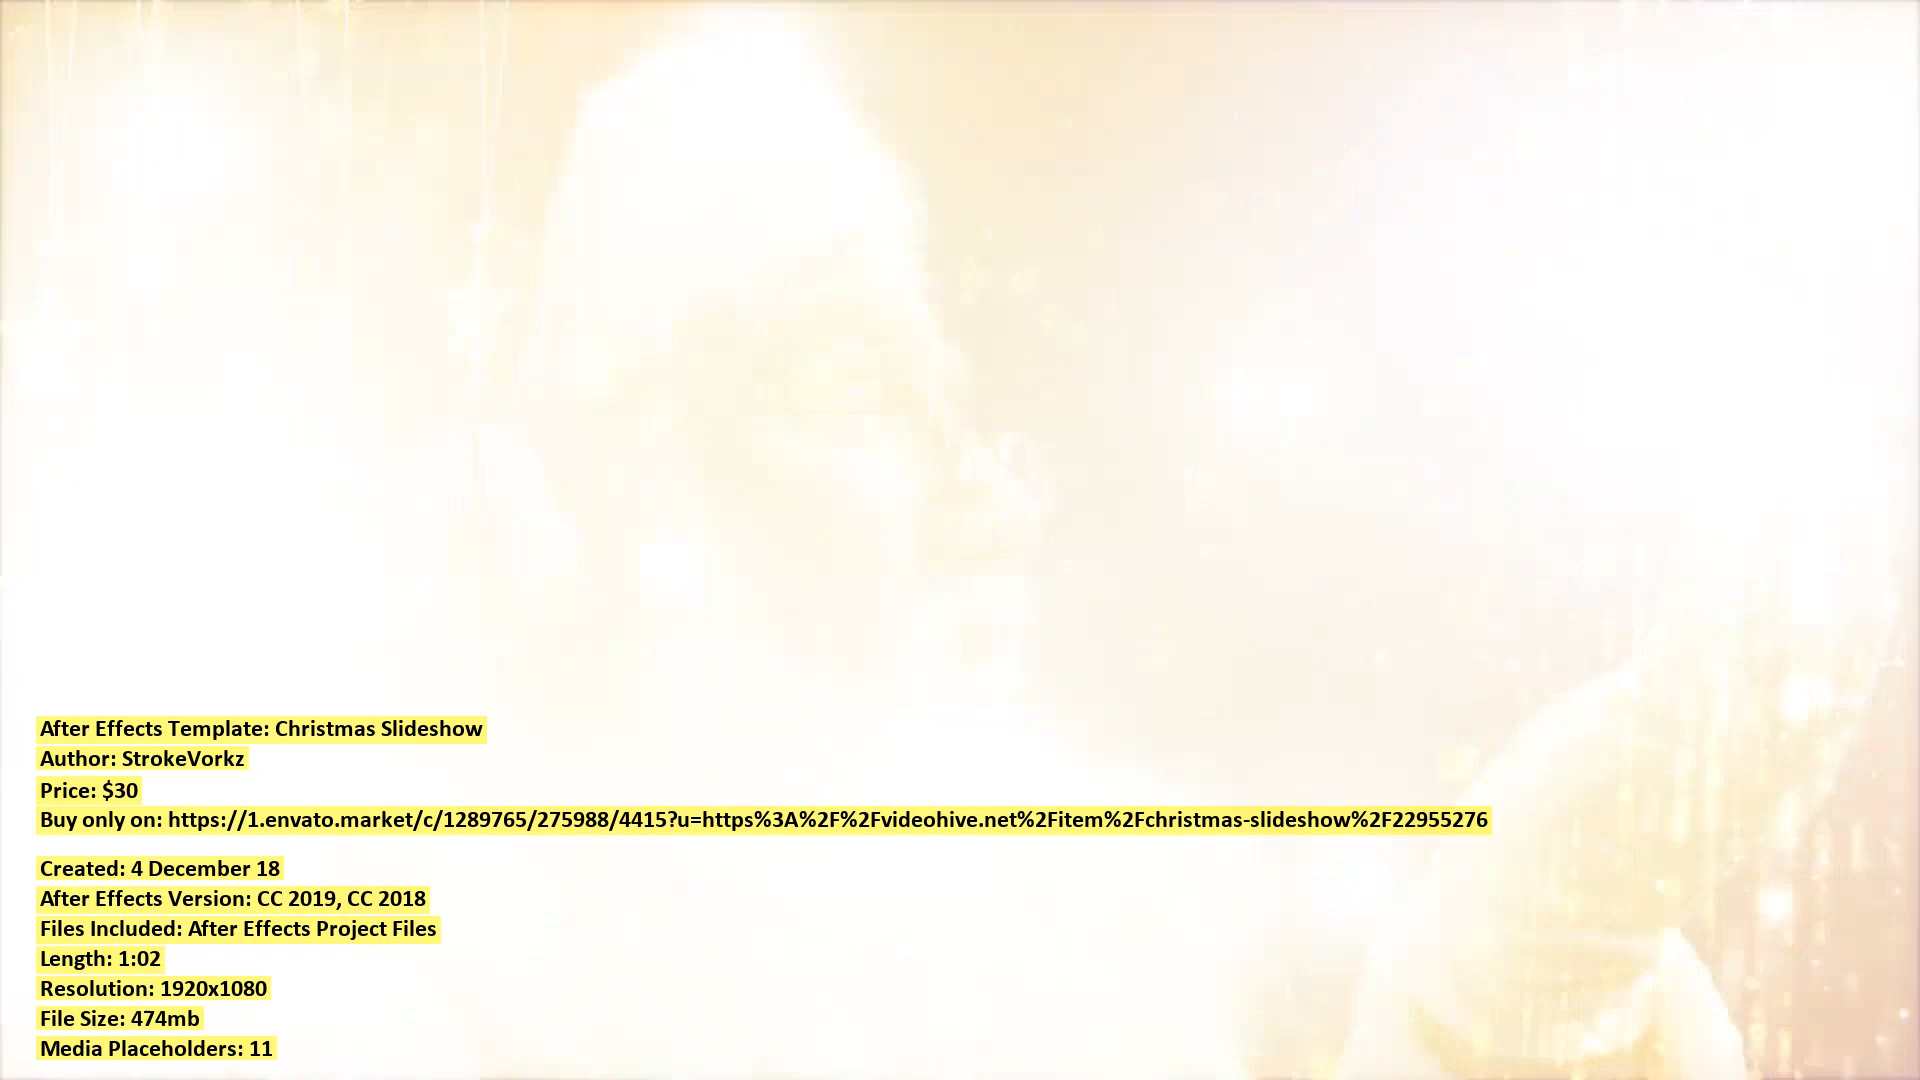 After Effects Template: Christmas Slideshow
Author: StrokeVorkz
Price: $30
Buy only on: https://1.envato.market/c/1289765/275988/4415?u=https%3A%2F%2Fvideohive.net%2Fitem%2Fchristmas-slideshow%2F22955276
Created: 4 December 18
After Effects Version: CC 2019, CC 2018
Files Included: After Effects Project Files
Length: 1:02
Resolution: 1920x1080
File Size: 474mb
Media Placeholders: 11